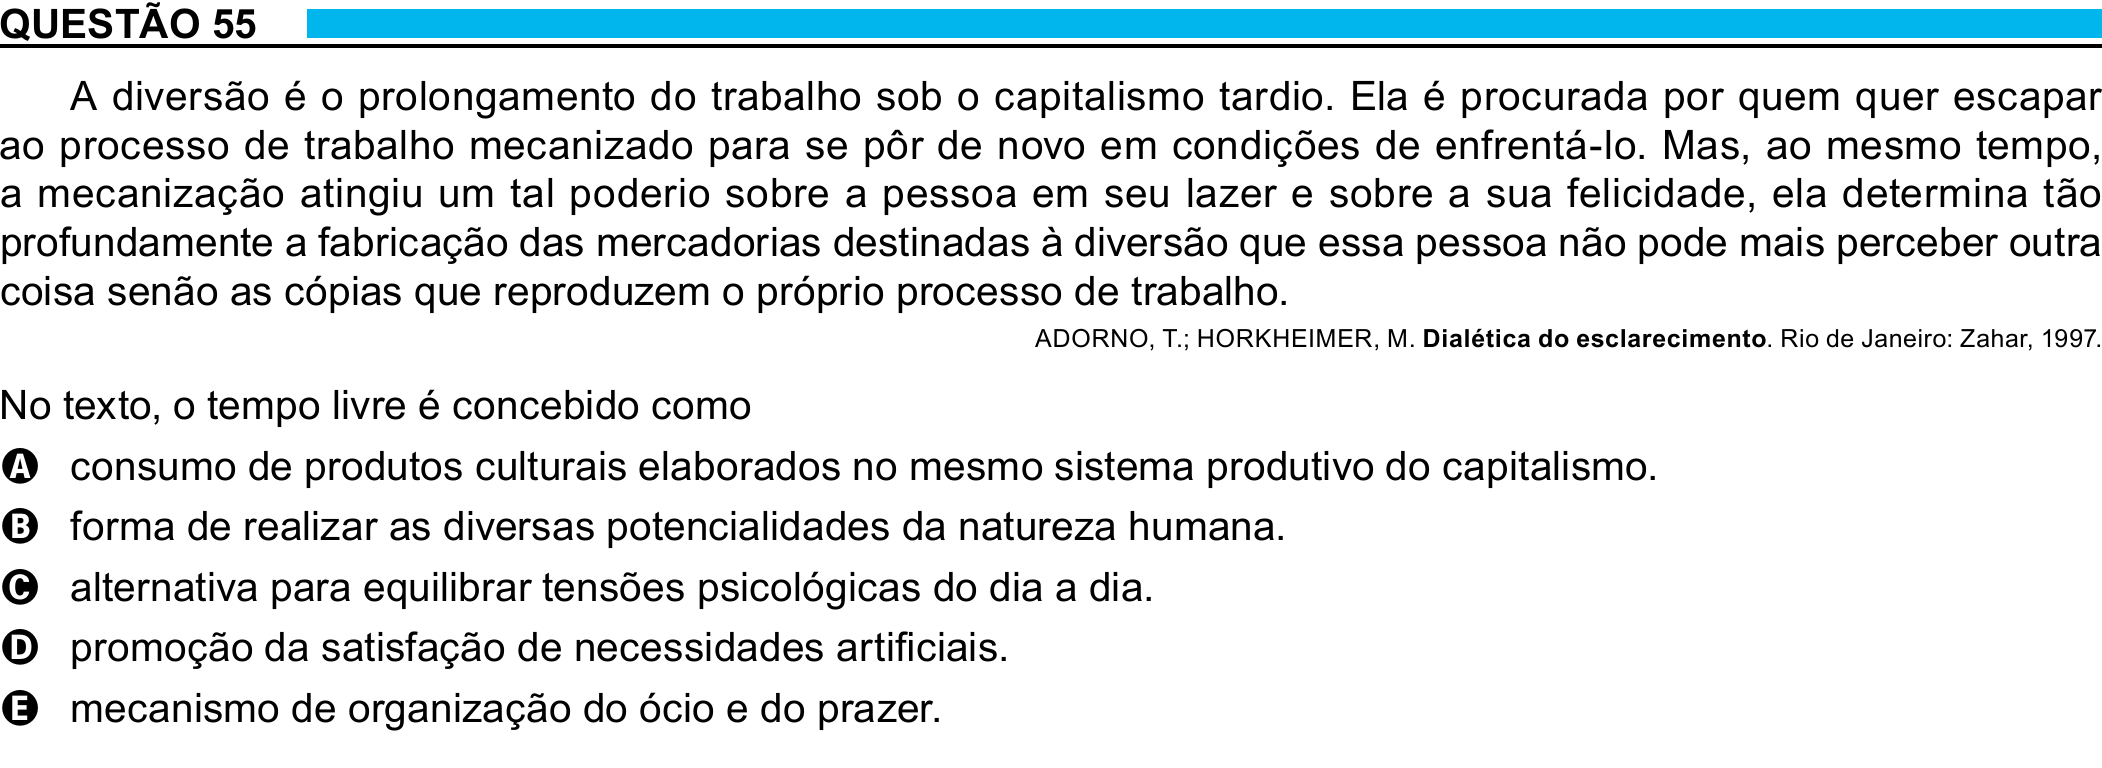 QUESTÃO 55
A diversão é o prolongamento do trabalho sob o capitalismo tardio. Ela é procurada por quem quer escapar
ao processo de trabalho mecanizado para se pôr de novo em condições de enfrentá-lo. Mas, ao mesmo tempo,
a mecanização atingiu um tal poderio sobre a pessoa em seu lazer e sobre a sua felicidade, ela determina tão
profundamente a fabricação das mercadorias destinadas à diversão que essa pessoa não pode mais perceber outra
coisa senão as cópias que reproduzem o próprio processo de trabalho.
ADORNO, T.; HORKHEIMER, M. Dialética do esclarecimento. Rio de Janeiro: Zahar, 1997.
No texto, o tempo livre é concebido como
A consumo de produtos culturais elaborados no mesmo sistema produtivo do capitalismo.
B forma de realizar as diversas potencialidades da natureza humana.
C alternativa para equilibrar tensões psicológicas do dia a dia.
D promoção da satisfação de necessidades artificiais.
E mecanismo de organização do ócio e do prazer.